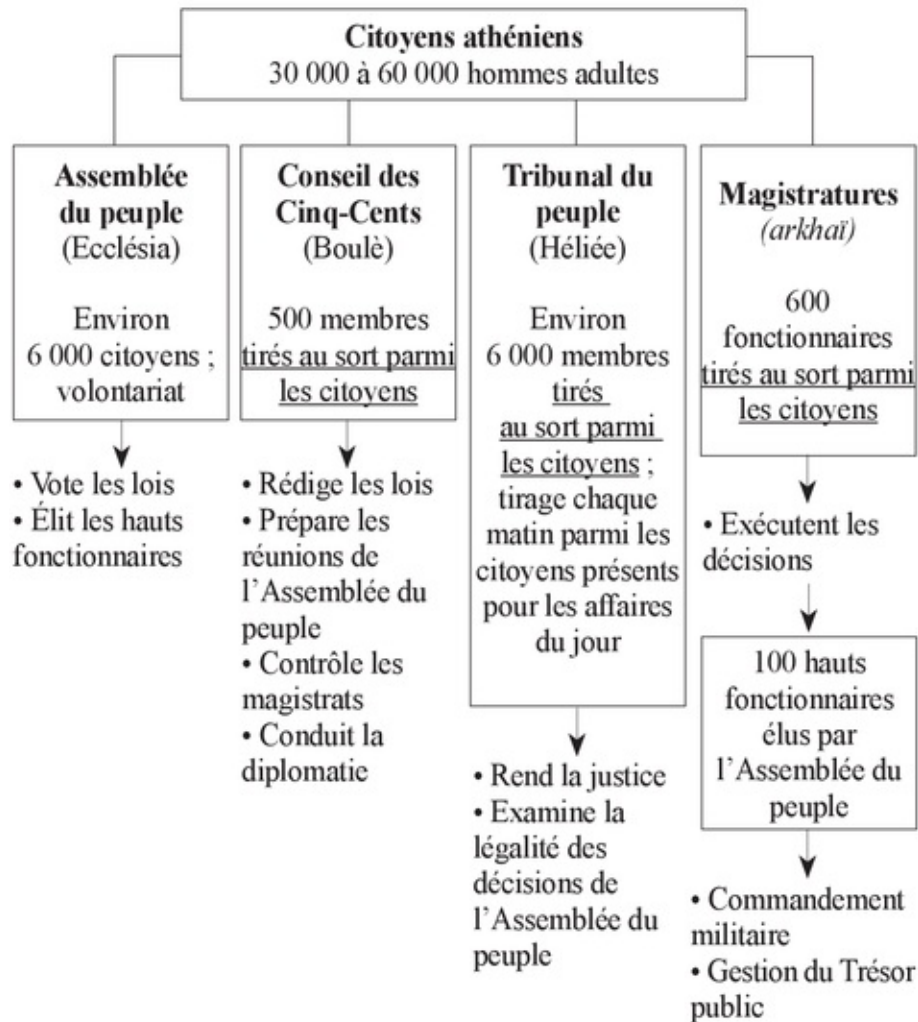 Citoyens athéniens
30 000 à 60 000 hommes adultes
Assemblée
du peuple
(Ecclésia)
Environ
6 000 citoyens ;
volontariat
• Vote les lois
• Élit les hauts
fonctionnaires
Conseil des
Cinq-Cents
(Boulè)
500 membres
tirés au sort parmi
les citoyens
• Rédige les lois
• Prépare les
réunions de
l'Assemblée du
peuple
• Contrôle les
magistrats
• Conduit la
diplomatie
Tribunal du
peuple
(Héliée)
Environ
6 000 membres
tirés
au sort parmi
les citoyens ;
tirage chaque
matin parmi les
citoyens présents
pour les affaires
du jour
• Rend la justice
• Examine la
légalité des
décisions de
l'Assemblée du
peuple
Magistratures
(arkhaï)
600
fonctionnaires
tirés au sort parmi
les citoyens
• Exécutent les
décisions
100 hauts
fonctionnaires
élus par
l'Assemblée du
peuple
• Commandement
militaire
• Gestion du Trésor
public